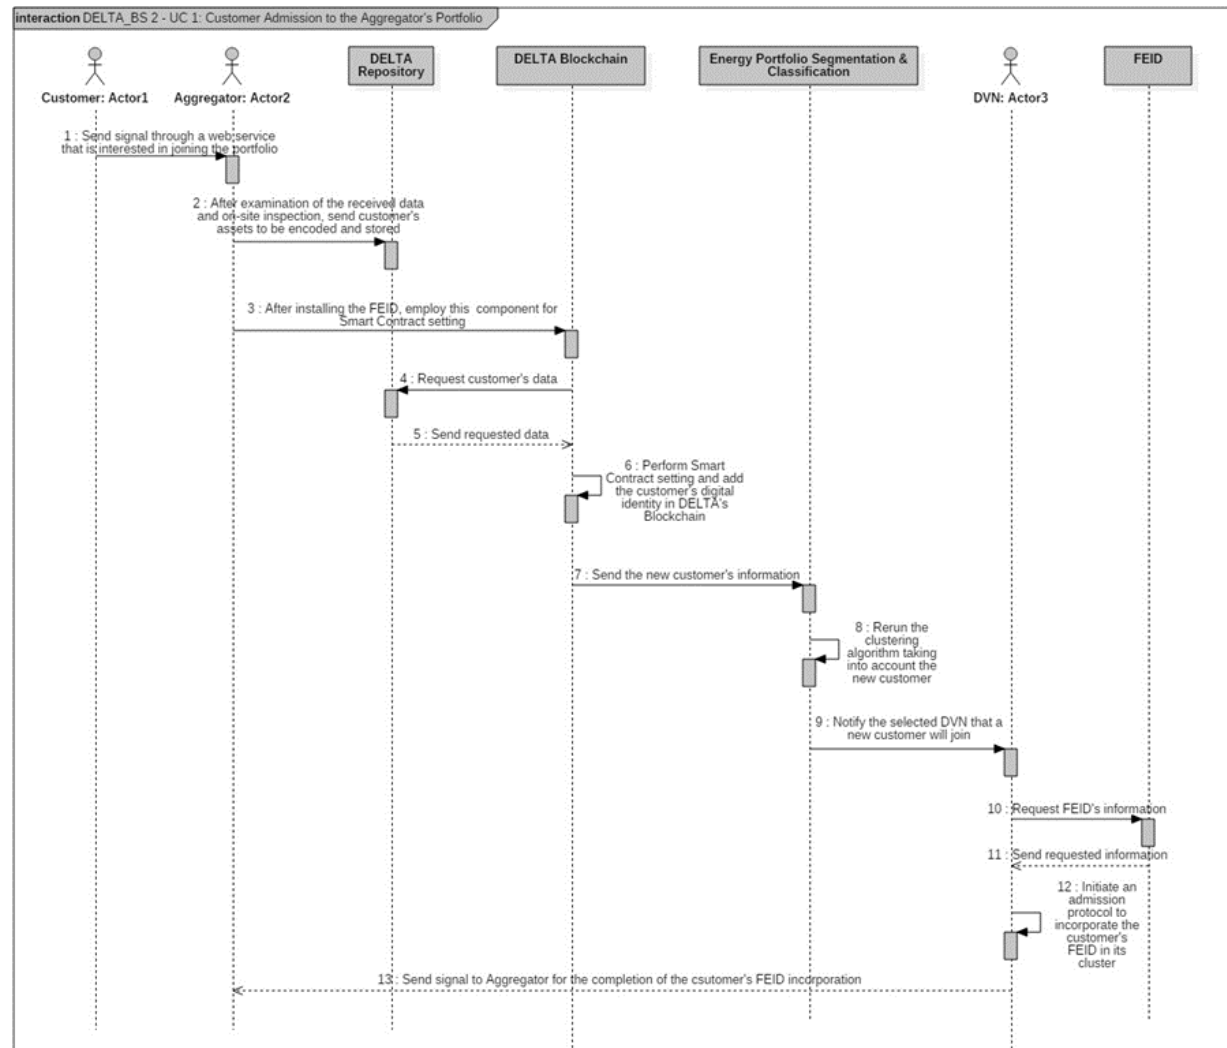 interaction DELTA_BS 2 - UC 1: Customer Admission to the Aggregator's Portfolio
Customer: Actor1
Aggregator: Actor2
DELTA
Repository
DELTA Blockchain
Energy Portfolio Segmentation &
Classification
DVN: Actor3
FEID
1 : Send signal through a web service
that is interested in joining the portfolio
2 : After examination of the received data
and on-site inspection, send customer's
assets to be encoded and stored
3 : After installing the FEID, employ this component for
Smart Contract setting
4 : Request customer's data
5 : Send requested data
6 : Perform Smart
Contract setting and add
the customer's digital
identity in DELTA's
Blockchain
7 : Send the new customer's information
8 : Rerun the
clustering
algorithm taking
into account the
new customer
9 : Notify the selected DVN that a
new customer will join
10 : Request FEID's information
11 : Send requested information
12 : Initiate an
admission
protocol to
incorporate the
customer's
FEID in its
cluster
13 : Send signal to Aggregator for the completion of the csutomer's FEID incorporation